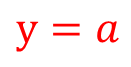 y = a